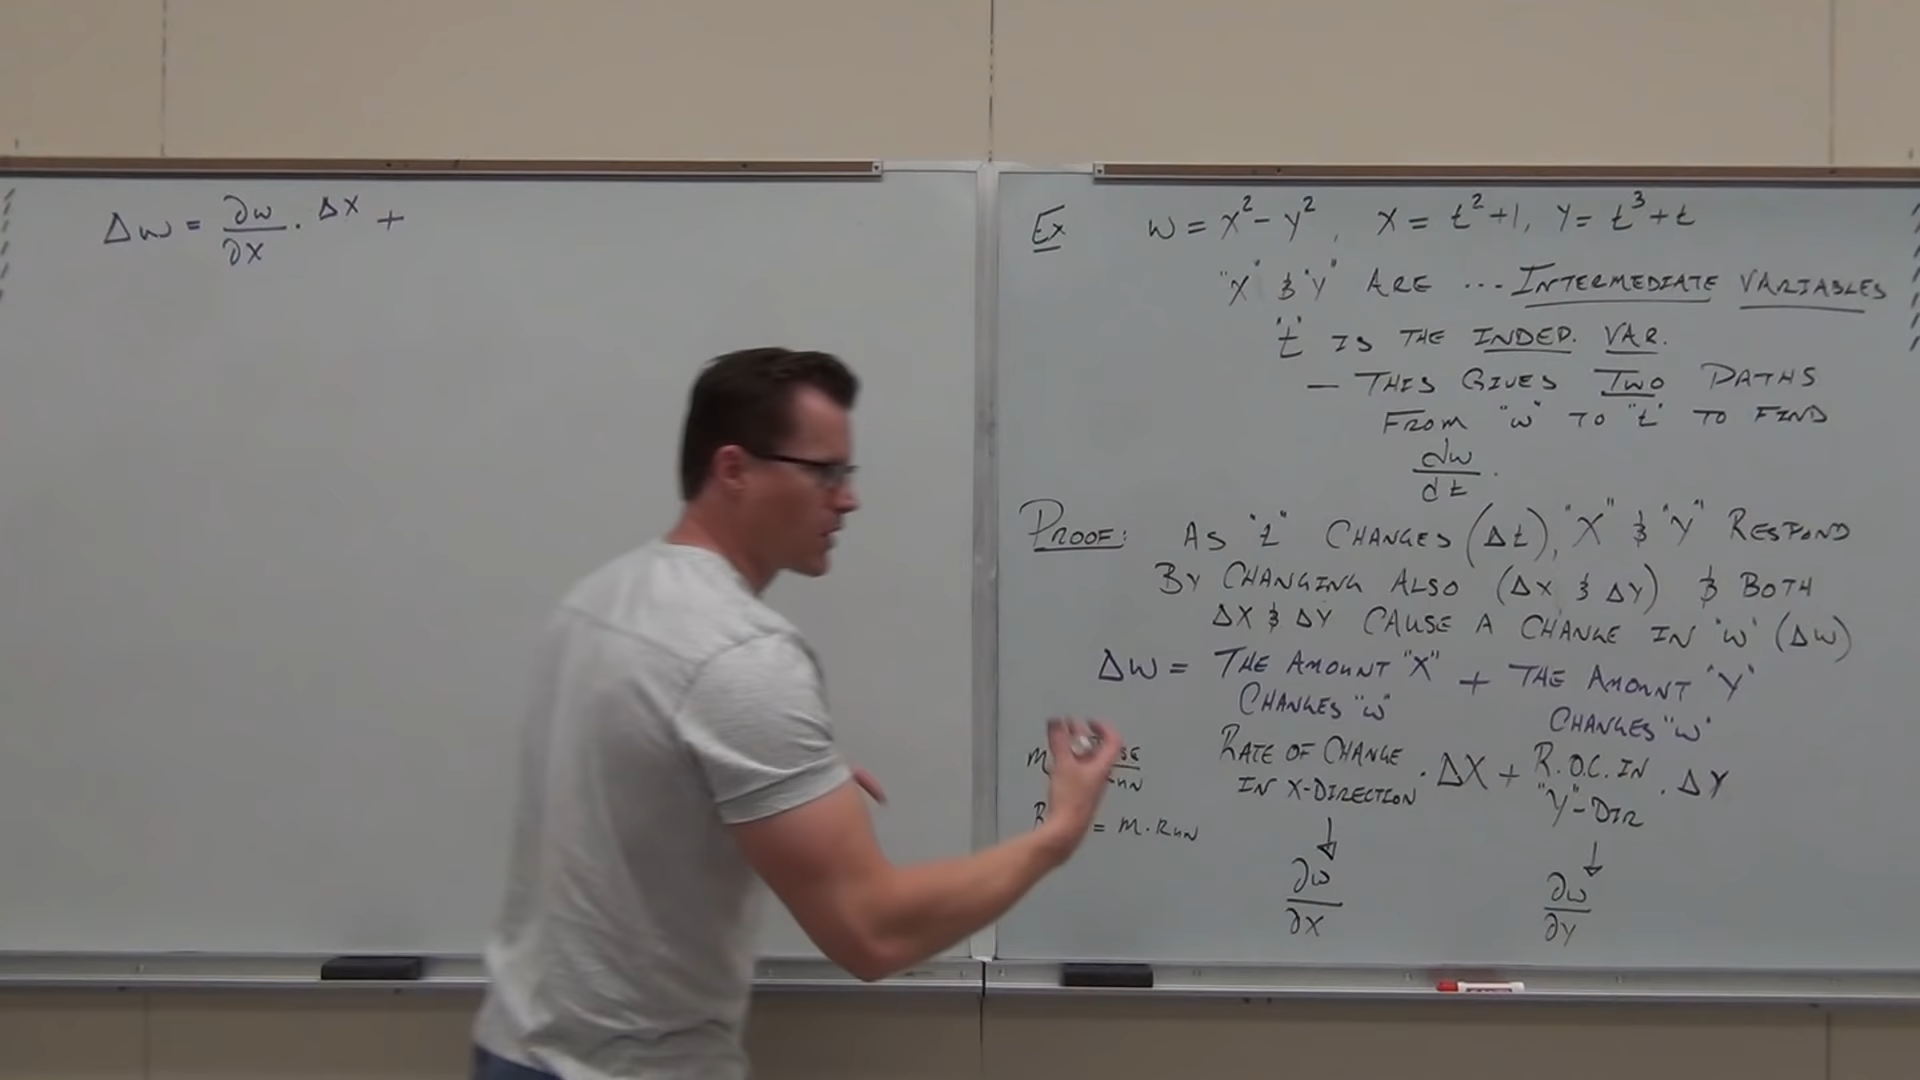 Δw = ∂w/∂x · Δx +
Ex w = x² - y², x = t² + 1, y = t³ + t
"X" & "Y" ARE ... INTERMEDIATE VARIABLES
"t" IS THE INDEP. VAR.
— THIS GIVES TWO PATHS
FROM "w" TO "t" TO FIND
dw/dt.
PROOF: AS "t" CHANGES (Δt), "X" & "Y" RESPOND
BY CHANGING ALSO (ΔX & ΔY) & BOTH
ΔX & ΔY CAUSE A CHANGE IN "w" (Δw)
Δw = THE AMOUNT "X" CHANGES "w" + THE AMOUNT "Y" CHANGES "w"
RATE OF CHANGE IN X-DIRECTION · ΔX + R.O.C. IN "Y"-DIR · ΔY
↓ ↓
∂w/∂x ∂w/∂y
m
= m · RUN